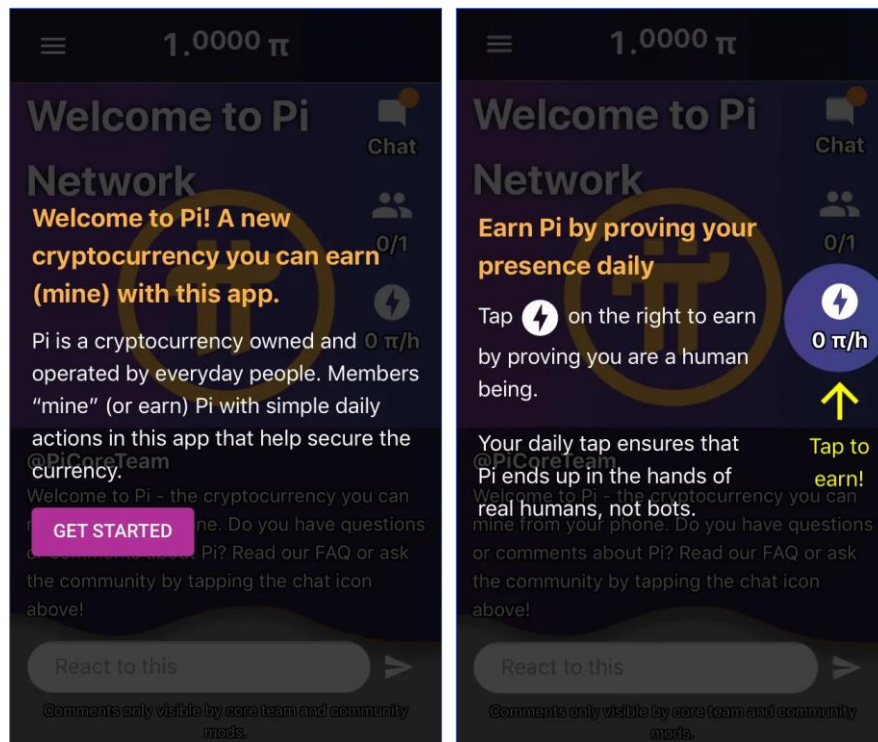 1.0000 π
Welcome to Pi
Network
Chat
0/1
0 π/h
Welcome to Pi! A new
cryptocurrency you can earn
(mine) with this app.
Pi is a cryptocurrency owned and
operated by everyday people. Members
“mine” (or earn) Pi with simple daily
actions in this app that help secure the
currency.
GET STARTED
@PiCoreTeam
Welcome to Pi - the cryptocurrency you can
ne. Do you have questions
or comments about Pi? Read our FAQ or ask
the community by tapping the chat icon
above!
React to this
Comments only visible by core team and community
mods.
1.0000 π
Welcome to Pi
Network
Chat
0/1
0 π/h
Earn Pi by proving your
presence daily
Tap on the right to earn
by proving you are a human
being.
Your daily tap ensures that
Pi ends up in the hands of
real humans, not bots.
Tap to
earn!
@PiCoreTeam
Welcome to Pi - the cryptocurrency you can
mine from your phone. Do you have questions
or comments about Pi? Read our FAQ or ask
the community by tapping the chat icon
above!
React to this
Comments only visible by core team and community
mods.